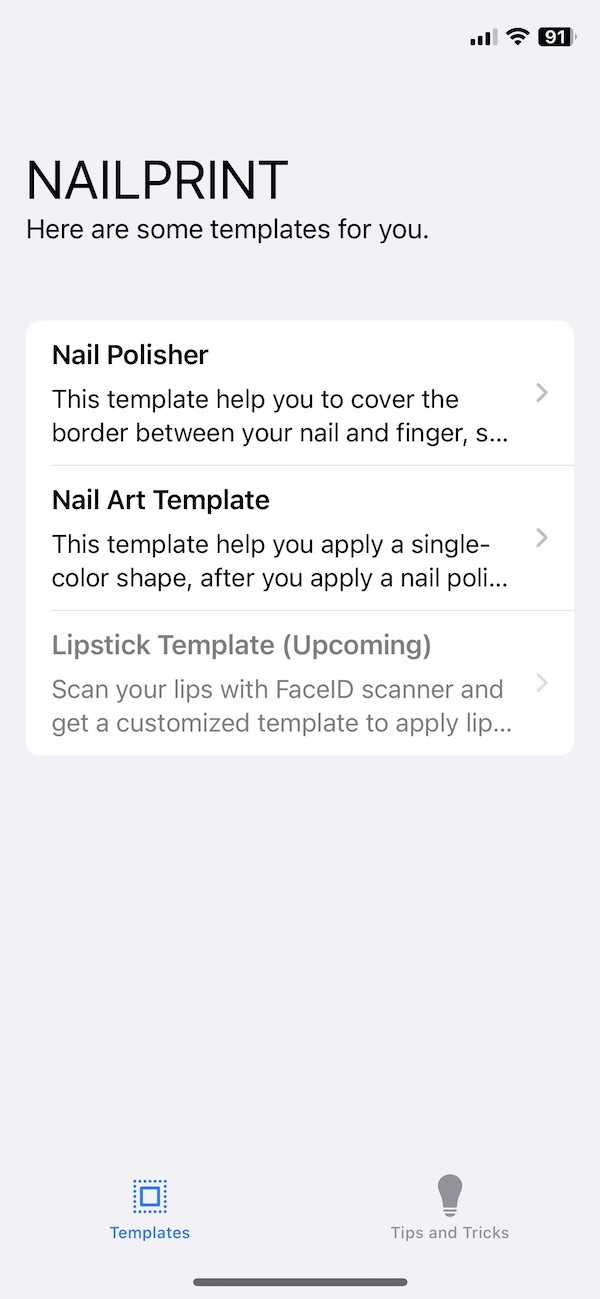 91
NAILPRINT
Here are some templates for you.
Nail Polisher
This template help you to cover the
border between your nail and finger, s...
Nail Art Template
This template help you apply a single-
color shape, after you apply a nail poli...
Lipstick Template (Upcoming)
Scan your lips with FaceID scanner and
get a customized template to apply lip...
Templates
Tips and Tricks